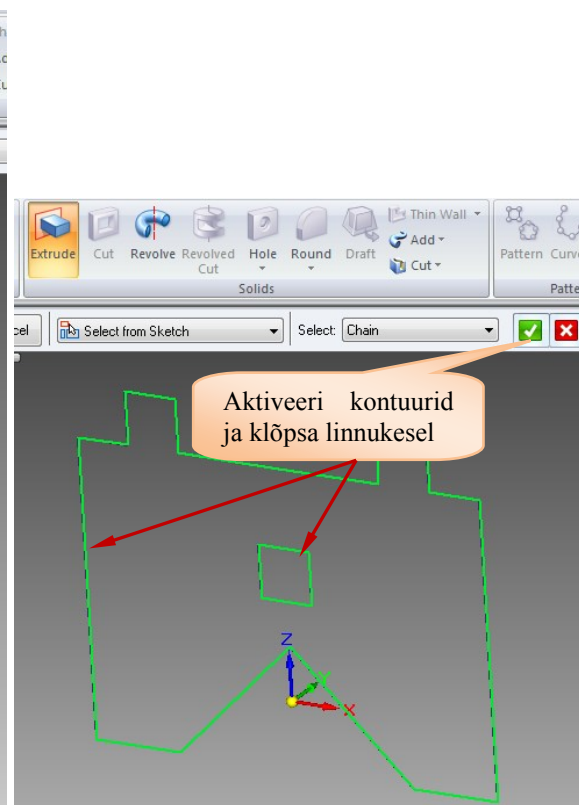 Extrude Cut Revolve Revolved Cut Hole Round Draft
Thin Wall
Add
Cut
Pattern
Solids
Select from Sketch Select: Chain
Aktiveeri kontuurid
ja klõpsa linnukesel
Z
Y
X